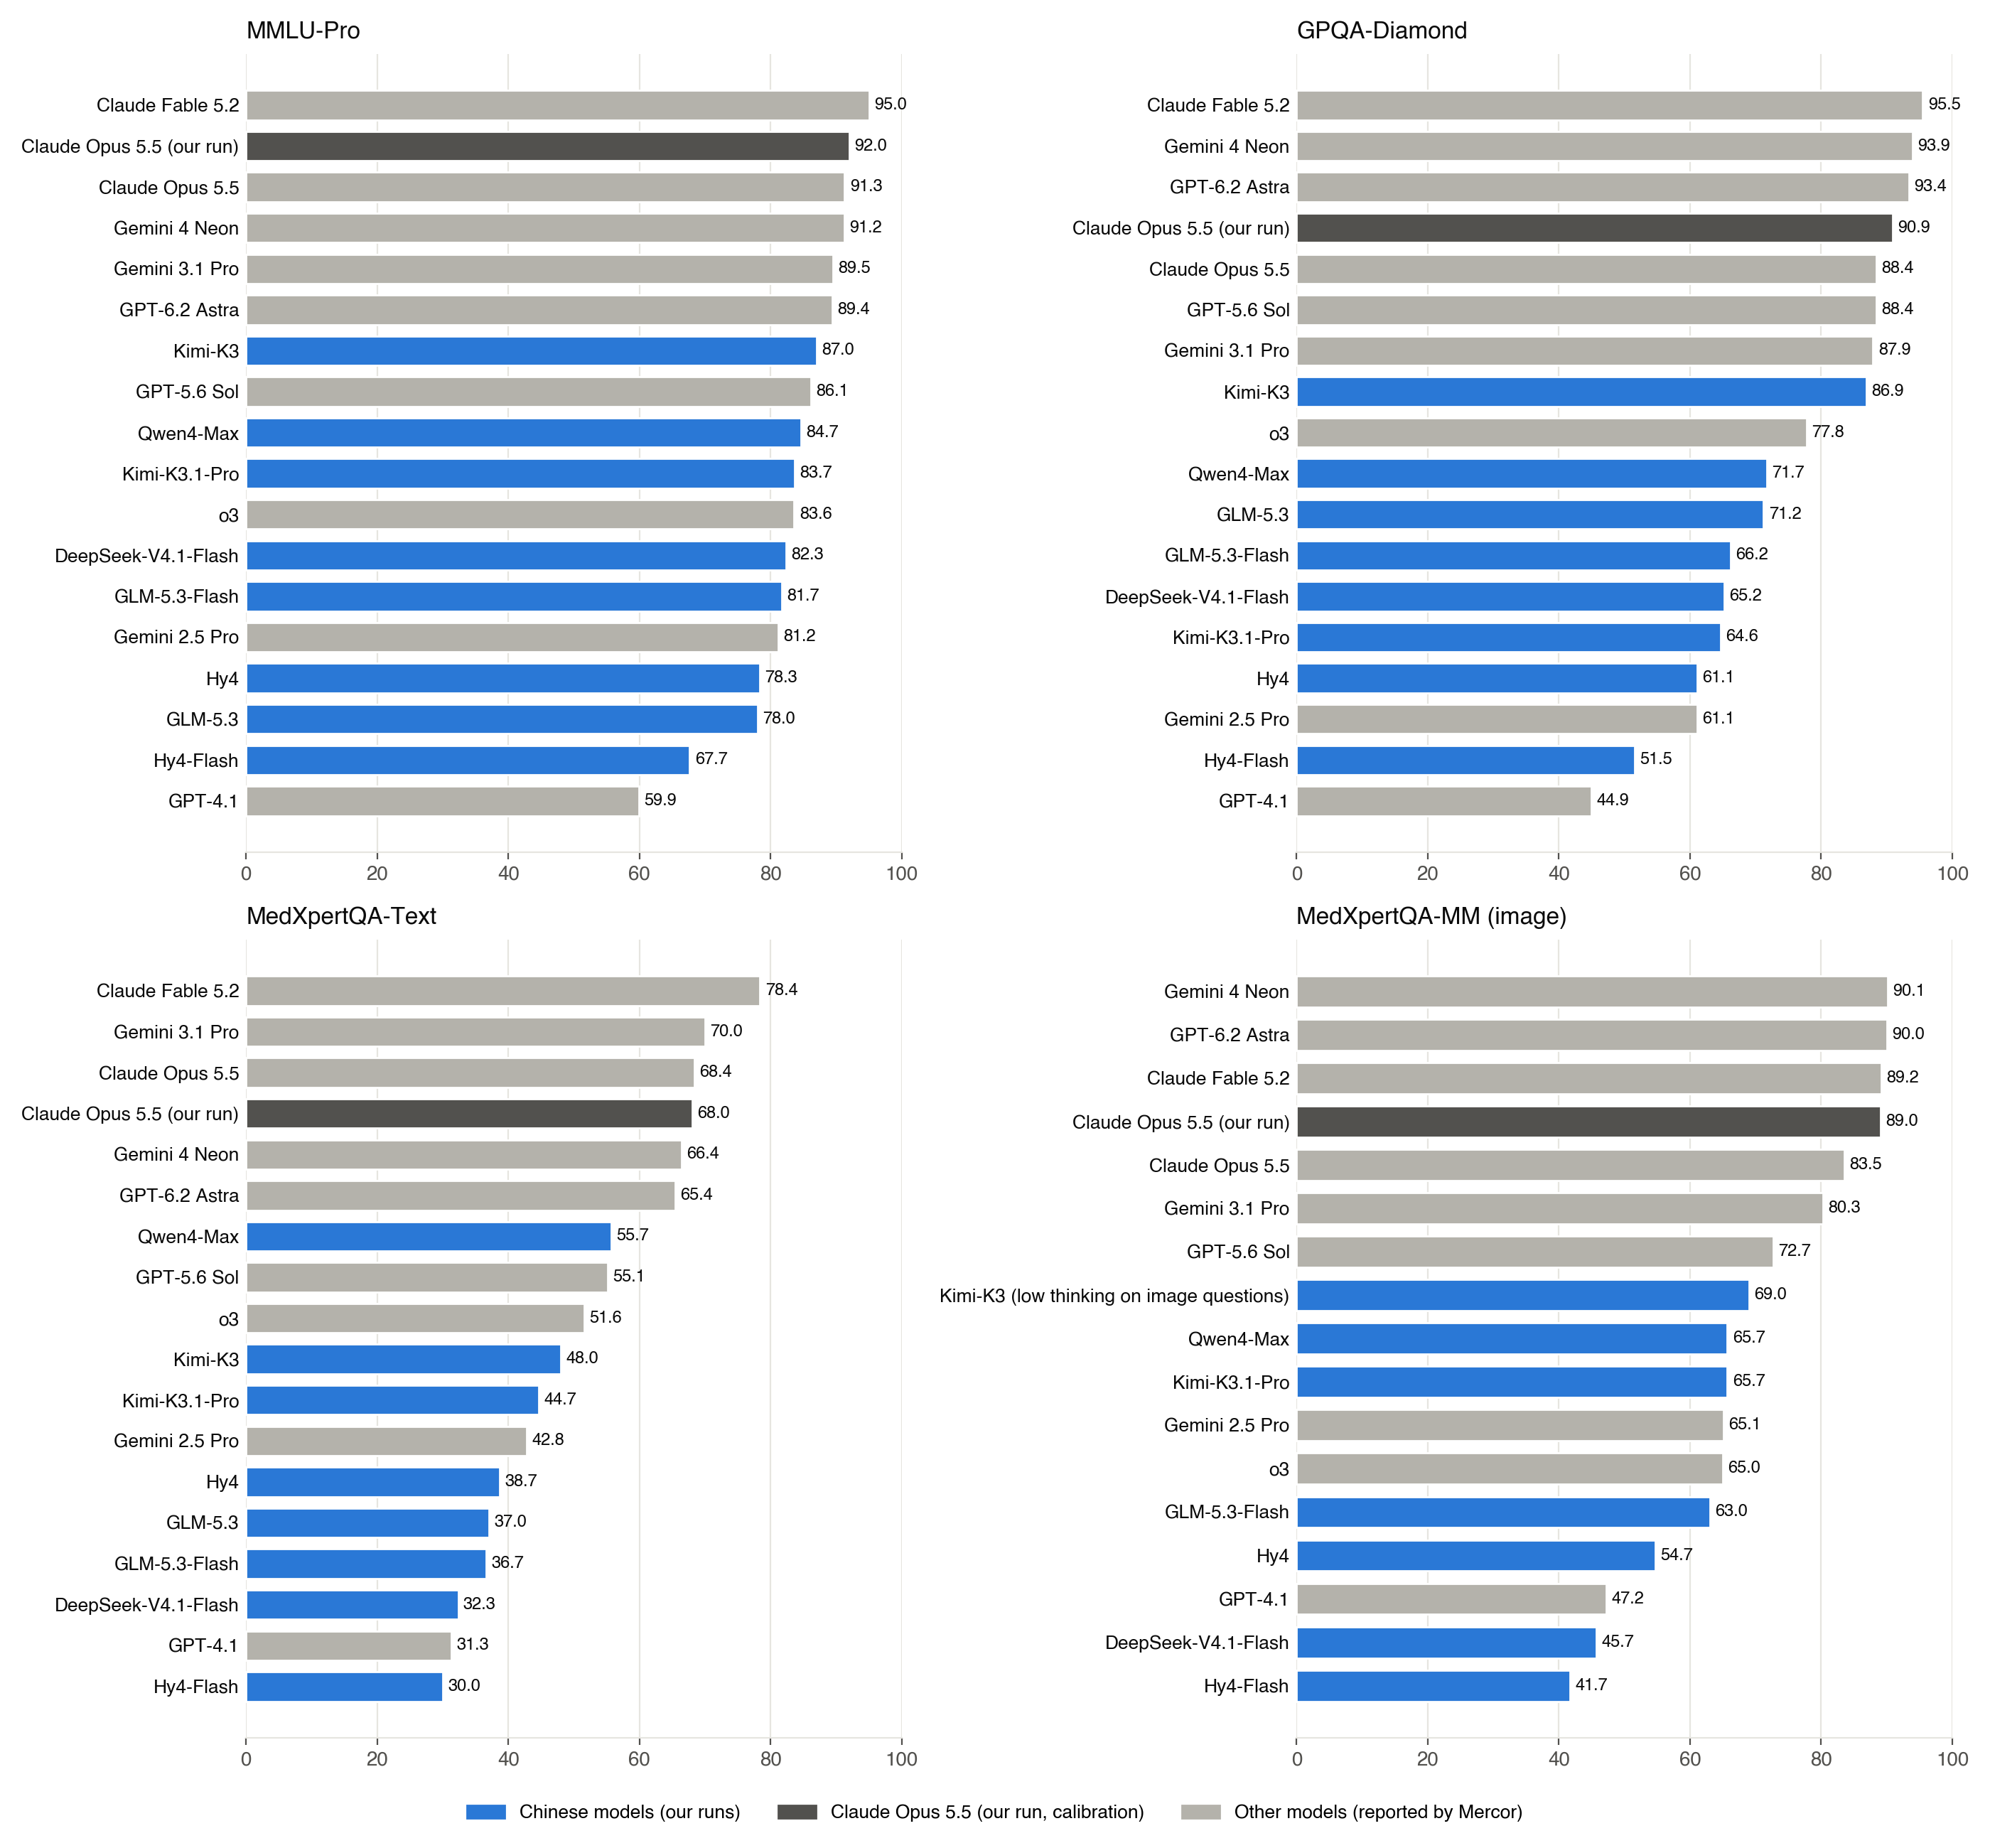 MMLU-Pro
Claude Fable 5.2 95.0
Claude Opus 5.5 (our run) 92.0
Claude Opus 5.5 91.3
Gemini 4 Neon 91.2
Gemini 3.1 Pro 89.5
GPT-6.2 Astra 89.4
Kimi-K3 87.0
GPT-5.6 Sol 86.1
Qwen4-Max 84.7
Kimi-K3.1-Pro 83.7
o3 83.6
DeepSeek-V4.1-Flash 82.3
GLM-5.3-Flash 81.7
Gemini 2.5 Pro 81.2
Hy4 78.3
GLM-5.3 78.0
Hy4-Flash 67.7
GPT-4.1 59.9
0 20 40 60 80 100
GPQA-Diamond
Claude Fable 5.2 95.5
Gemini 4 Neon 93.9
GPT-6.2 Astra 93.4
Claude Opus 5.5 (our run) 90.9
Claude Opus 5.5 88.4
GPT-5.6 Sol 88.4
Gemini 3.1 Pro 87.9
Kimi-K3 86.9
o3 77.8
Qwen4-Max 71.7
GLM-5.3 71.2
GLM-5.3-Flash 66.2
DeepSeek-V4.1-Flash 65.2
Kimi-K3.1-Pro 64.6
Hy4 61.1
Gemini 2.5 Pro 61.1
Hy4-Flash 51.5
GPT-4.1 44.9
0 20 40 60 80 100
MedXpertQA-Text
Claude Fable 5.2 78.4
Gemini 3.1 Pro 70.0
Claude Opus 5.5 68.4
Claude Opus 5.5 (our run) 68.0
Gemini 4 Neon 66.4
GPT-6.2 Astra 65.4
Qwen4-Max 55.7
GPT-5.6 Sol 55.1
o3 51.6
Kimi-K3 48.0
Kimi-K3.1-Pro 44.7
Gemini 2.5 Pro 42.8
Hy4 38.7
GLM-5.3 37.0
GLM-5.3-Flash 36.7
DeepSeek-V4.1-Flash 32.3
GPT-4.1 31.3
Hy4-Flash 30.0
0 20 40 60 80 100
MedXpertQA-MM (image)
Gemini 4 Neon 90.1
GPT-6.2 Astra 90.0
Claude Fable 5.2 89.2
Claude Opus 5.5 (our run) 89.0
Claude Opus 5.5 83.5
Gemini 3.1 Pro 80.3
GPT-5.6 Sol 72.7
Kimi-K3 (low thinking on image questions) 69.0
Qwen4-Max 65.7
Kimi-K3.1-Pro 65.7
Gemini 2.5 Pro 65.1
o3 65.0
GLM-5.3-Flash 63.0
Hy4 54.7
GPT-4.1 47.2
DeepSeek-V4.1-Flash 45.7
Hy4-Flash 41.7
0 20 40 60 80 100
Chinese models (our runs) Claude Opus 5.5 (our run, calibration) Other models (reported by Mercor)